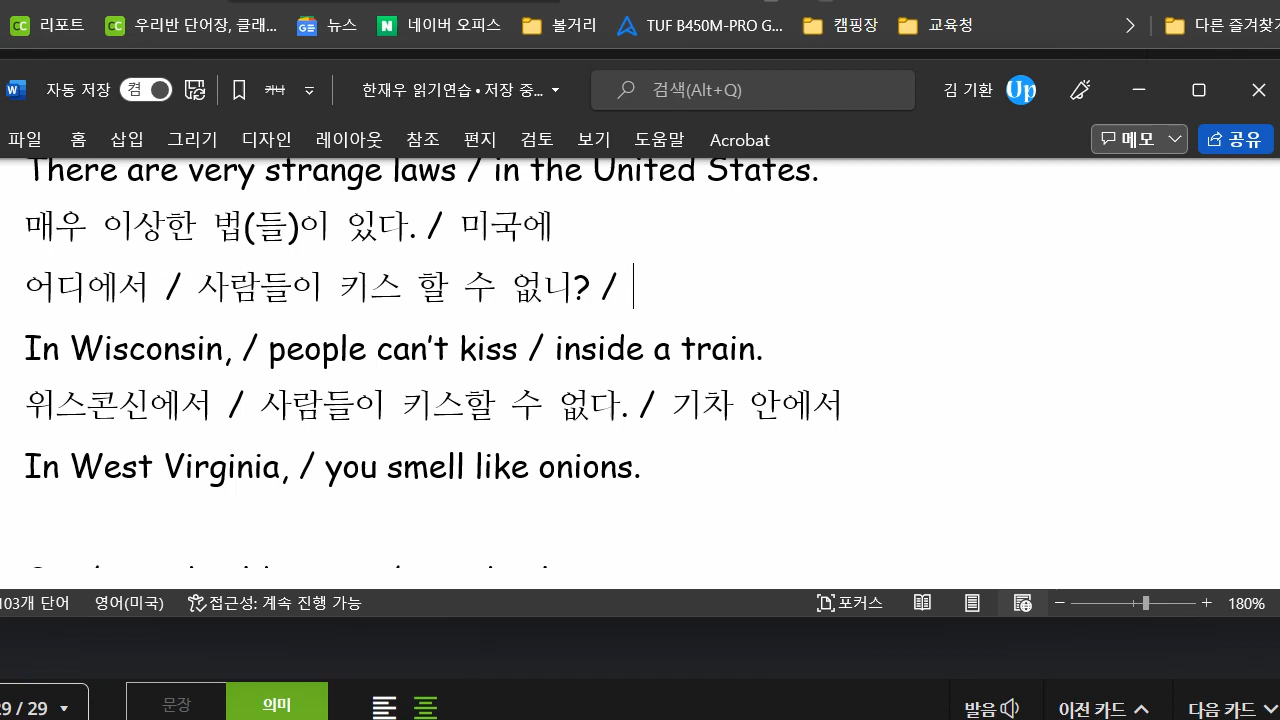 리포트 우리반 단어장, 클래... 뉴스 네이버 오피스 볼거리 TUF B450M-PRO G... 캠핑장 교육청 다른 즐겨찾기
자동 저장 켬 한재우 읽기연습 • 저장 중... 검색(Alt+Q) 김 기환 Up
파일 홈 삽입 그리기 디자인 레이아웃 참조 편지 검토 보기 도움말 Acrobat 메모 공유
There are very strange laws / in the United States.
매우 이상한 법(들)이 있다. / 미국에
어디에서 / 사람들이 키스 할 수 없니? /
In Wisconsin, / people can't kiss / inside a train.
위스콘신에서 / 사람들이 키스할 수 없다. / 기차 안에서
In West Virginia, / you smell like onions.
103개 단어 영어(미국) 접근성: 계속 진행 가능 포커스 180%
29 / 29 문장 의미 발음 이전 카드 다음 카드